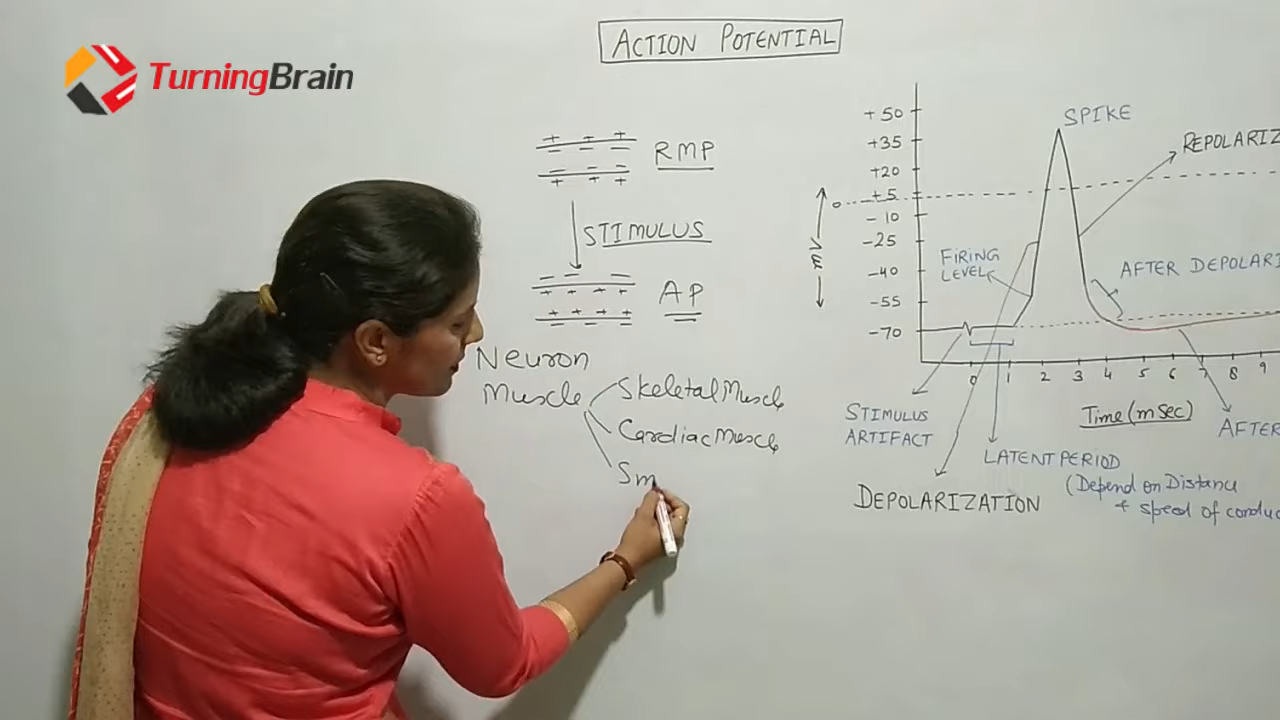 TurningBrain
ACTION POTENTIAL
+ + +
– – –
RMP
– – –
+ + +
STIMULUS
– – –
+ + + +
AP
+ + + +
– – – –
Neuron
Muscle
Skeletal Muscle
Cardiac Muscle
Sm
+50
+35
+20
+5
0
-10
-25
-40
-55
-70
mV
SPIKE
REPOLARIZ
FIRING
LEVEL
AFTER DEPOLARI
0 1 2 3 4 5 6 7 8 9
Time (mSec)
STIMULUS
ARTIFACT
LATENT PERIOD
(Depend on Distance
+ speed of conduc
DEPOLARIZATION
AFTER